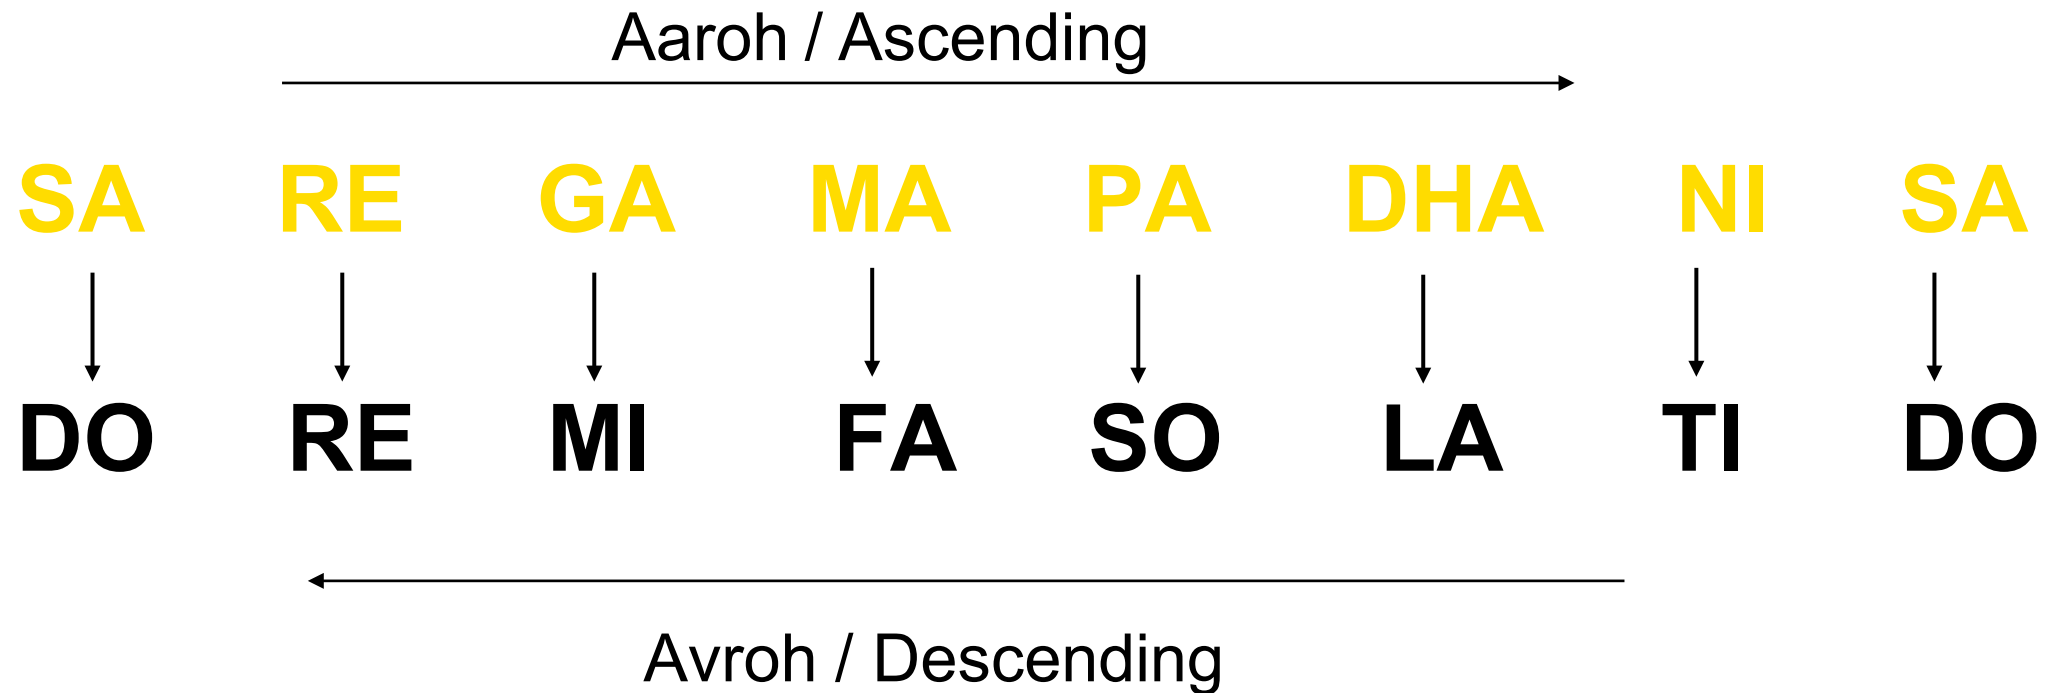 Aaroh / Ascending
SA RE GA MA PA DHA NI SA
DO RE MI FA SO LA TI DO
Avroh / Descending